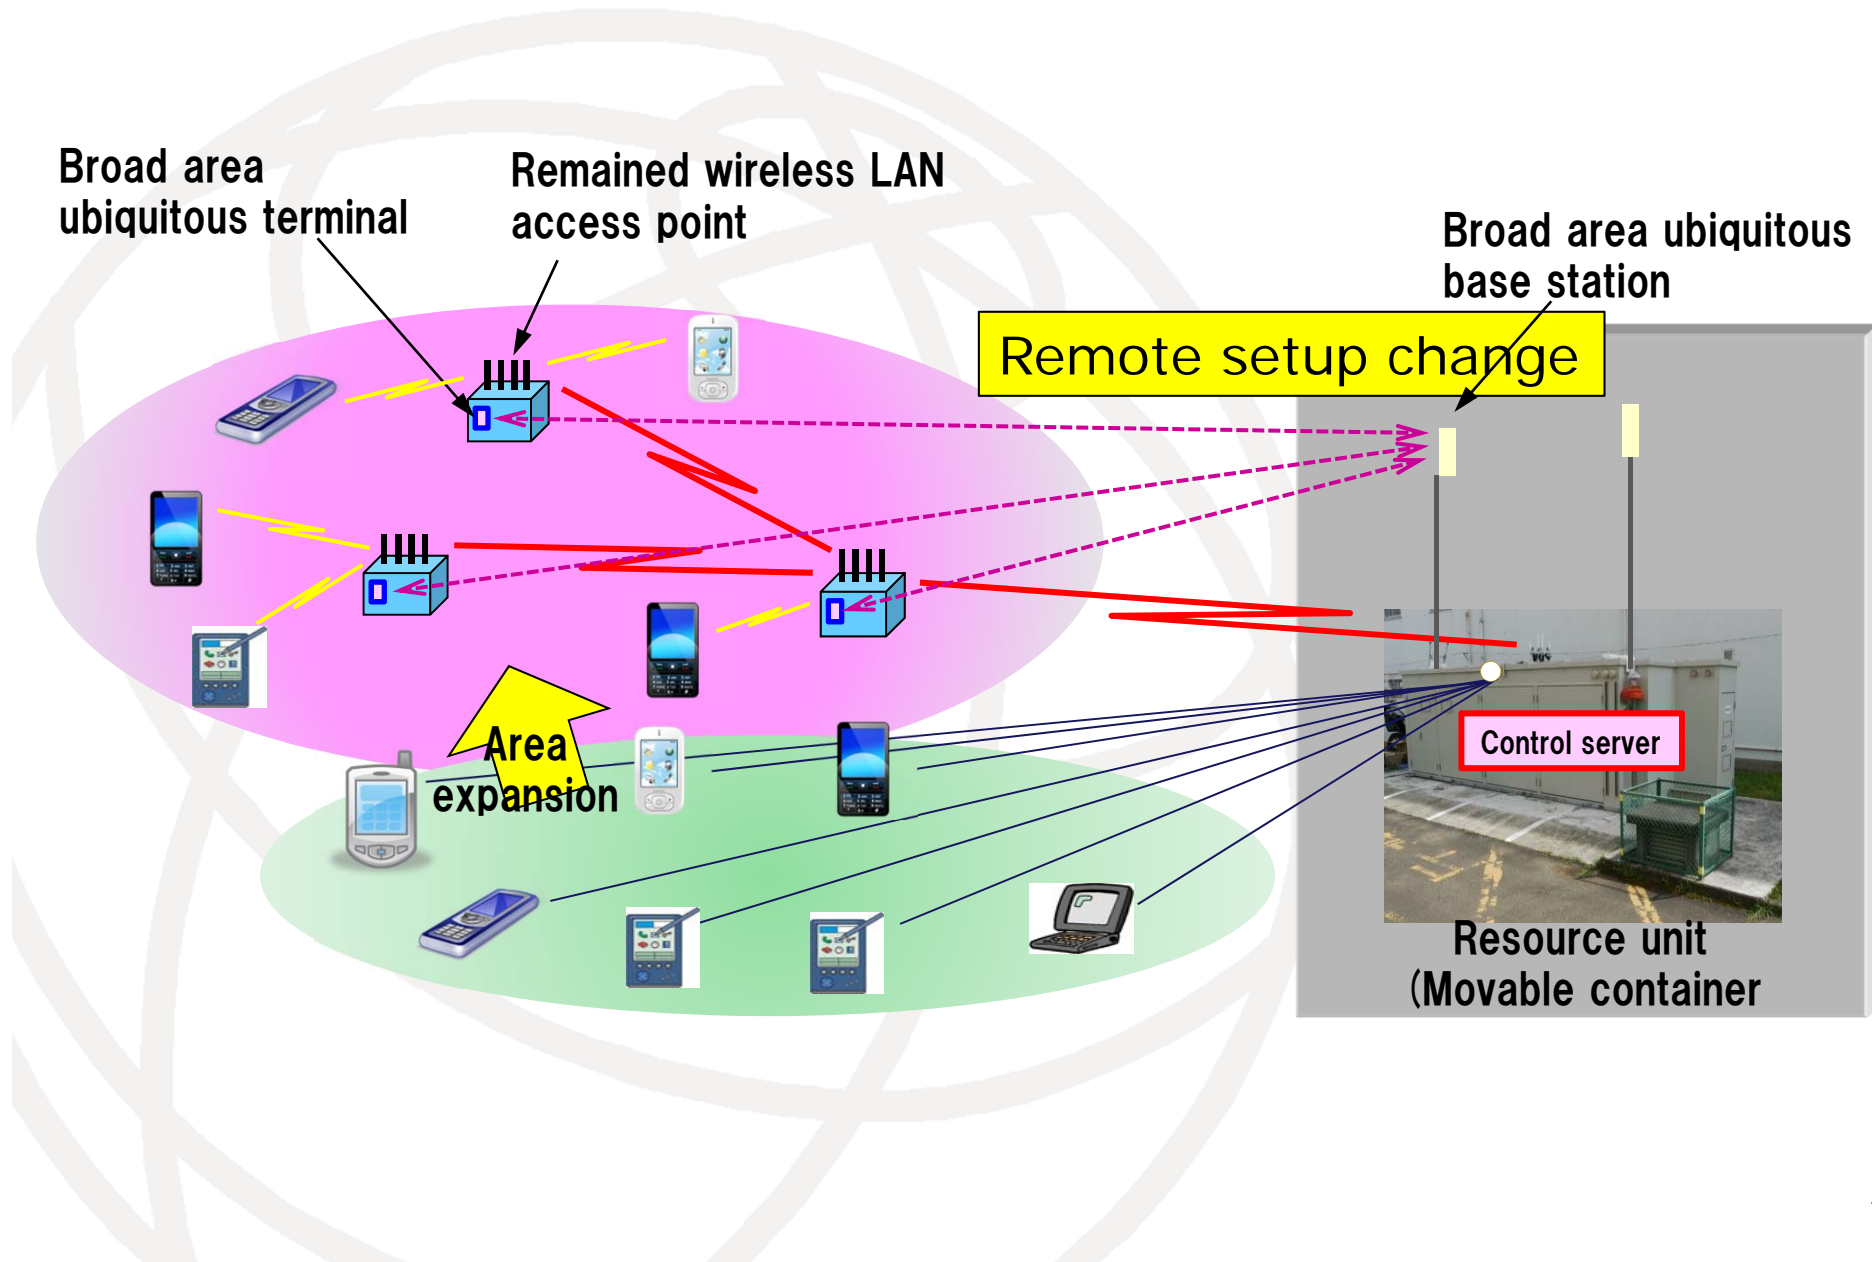 Broad area
ubiquitous terminal
Remained wireless LAN
access point
Broad area ubiquitous
base station
Remote setup change
Area
expansion
Control server
Resource unit
(Movable container